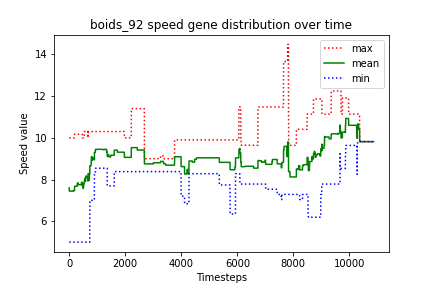 boids_92 speed gene distribution over time
max
mean
min
Speed value
14
12
10
8
6
0
2000
4000
6000
8000
10000
Timesteps